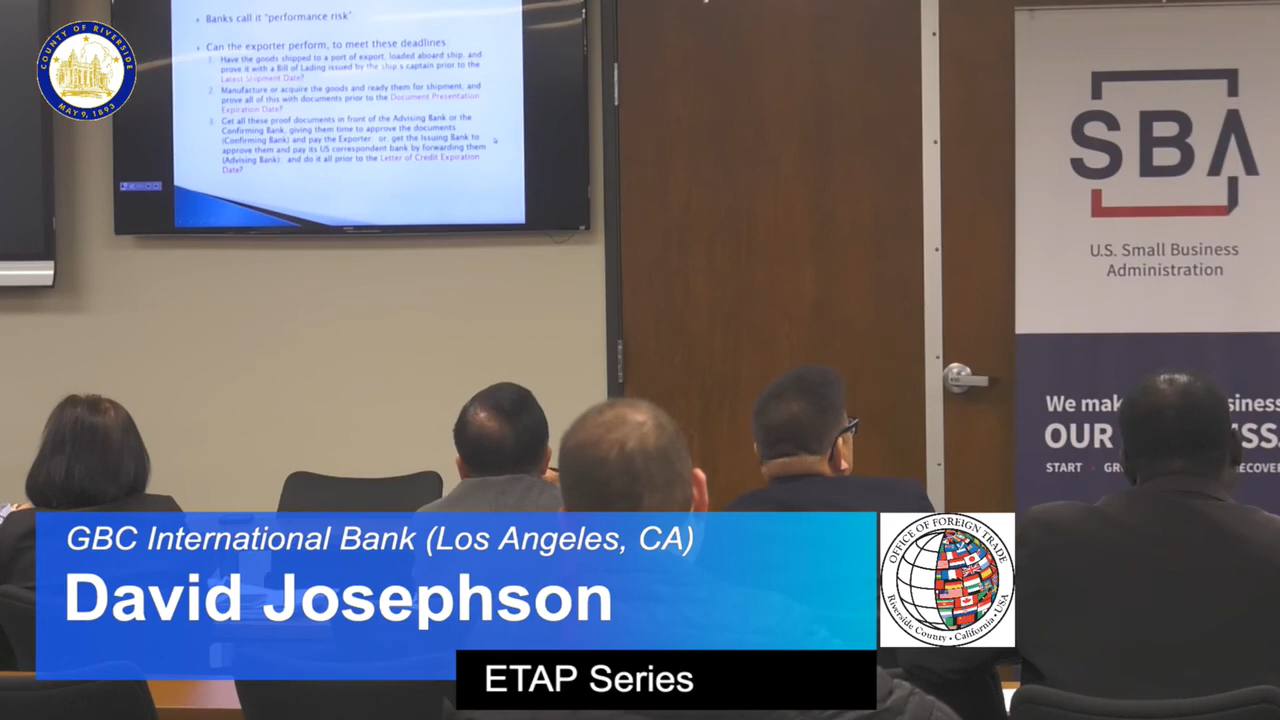 COUNTY OF RIVERSIDE
MAY 9, 1893
Banks call it "performance risk"
Can the exporter perform, to meet these deadlines
1. Have the goods shipped to a port of export, loaded aboard ship, and
prove it with a Bill of Lading issued by the ship's captain prior to the
Latest Shipment Date?
2. Manufacture or acquire the goods and ready them for shipment, and
prove all of this with documents prior to the Document Presentation
Expiration Date?
3. Get all these proof documents in front of the Advising Bank or the
Confirming Bank, giving them time to approve the documents
(Confirming Bank) and pay the Exporter: or, get the Issuing Bank to
approve them and pay its US correspondent bank by forwarding them
(Advising Bank): and do it all prior to the Letter of Credit Expiration
Date?
SBA
U.S. Small Business
Administration
We
OUR
START
GBC International Bank (Los Angeles, CA)
David Josephson
ETAP Series
OFFICE OF FOREIGN TRADE
Riverside County • California • USA